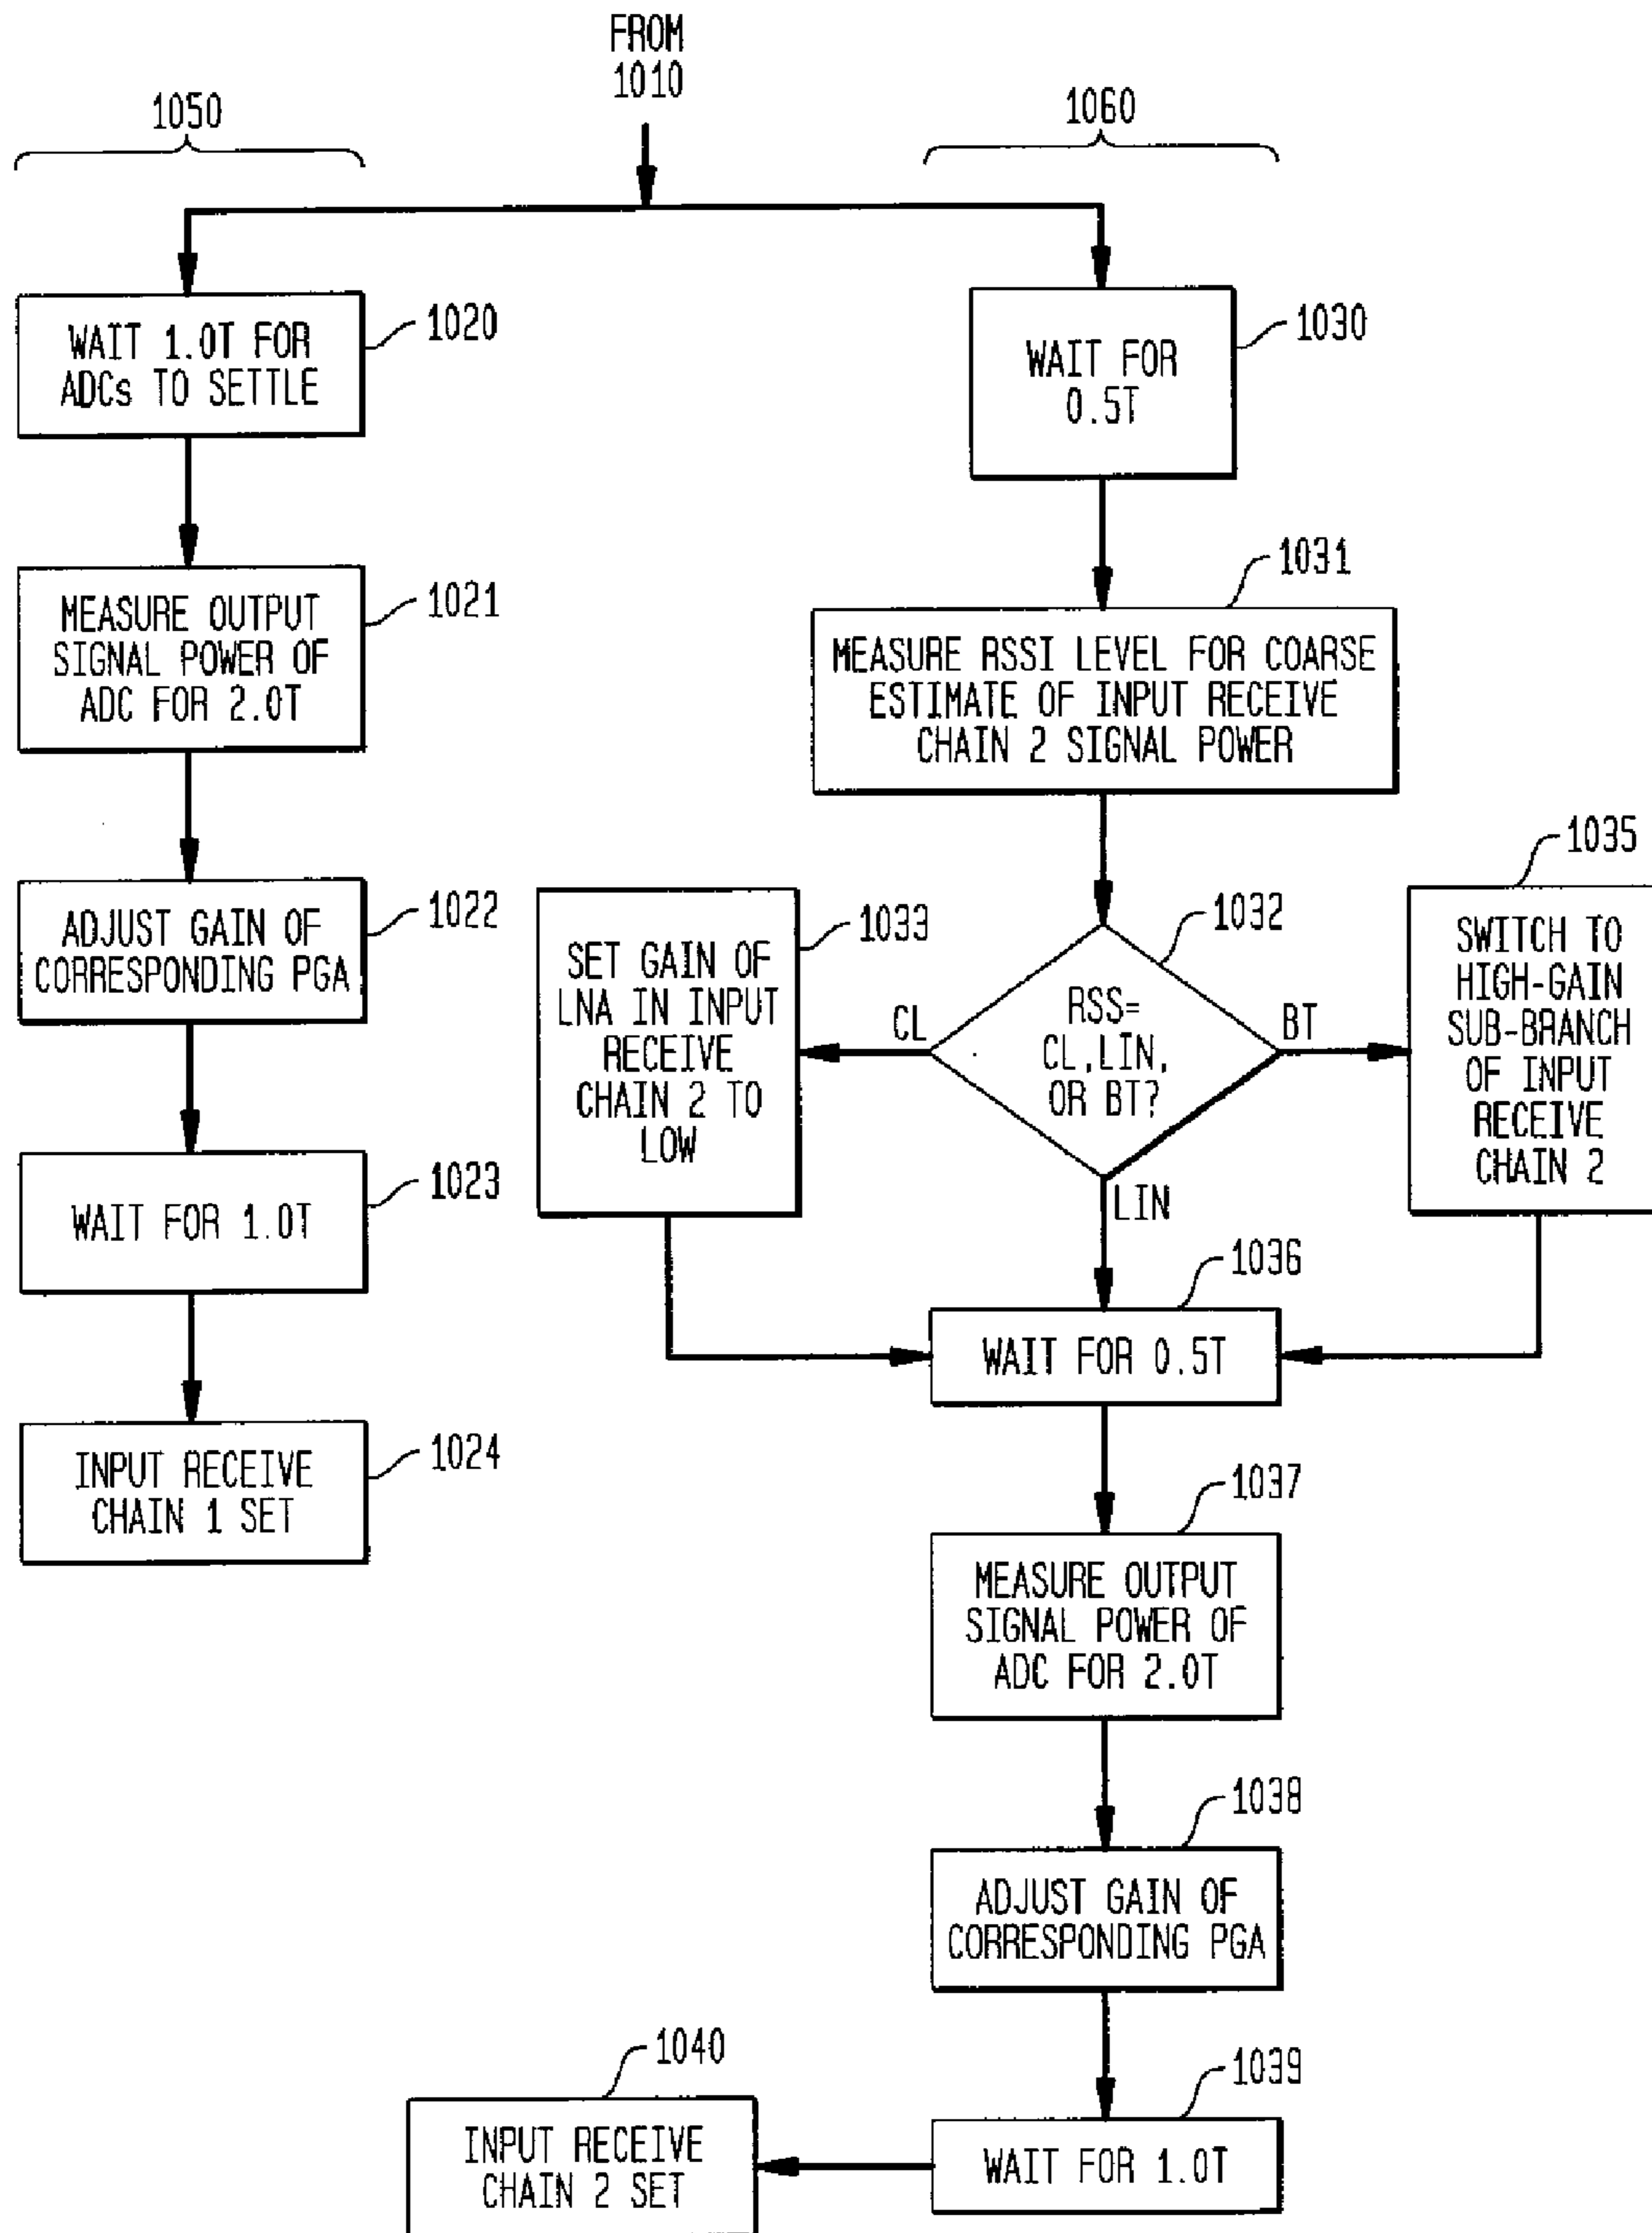 FROM
1010
1050
1060
WAIT 1.0T FOR
ADCs TO SETTLE
1020
WAIT FOR
0.5T
1030
MEASURE OUTPUT
SIGNAL POWER OF
ADC FOR 2.0T
1021
MEASURE RSSI LEVEL FOR COARSE
ESTIMATE OF INPUT RECEIVE
CHAIN 2 SIGNAL POWER
1031
ADJUST GAIN OF
CORRESPONDING PGA
1022
SET GAIN OF
LNA IN INPUT
RECEIVE
CHAIN 2 TO
LOW
1033
CL
RSS=
CL,LIN,
OR BT?
1032
BT
LIN
SWITCH TO
HIGH-GAIN
SUB-BRANCH
OF INPUT
RECEIVE
CHAIN 2
1035
WAIT FOR 1.0T
1023
WAIT FOR 0.5T
1036
INPUT RECEIVE
CHAIN 1 SET
1024
MEASURE OUTPUT
SIGNAL POWER OF
ADC FOR 2.0T
1037
ADJUST GAIN OF
CORRESPONDING PGA
1038
WAIT FOR 1.0T
1039
INPUT RECEIVE
CHAIN 2 SET
1040